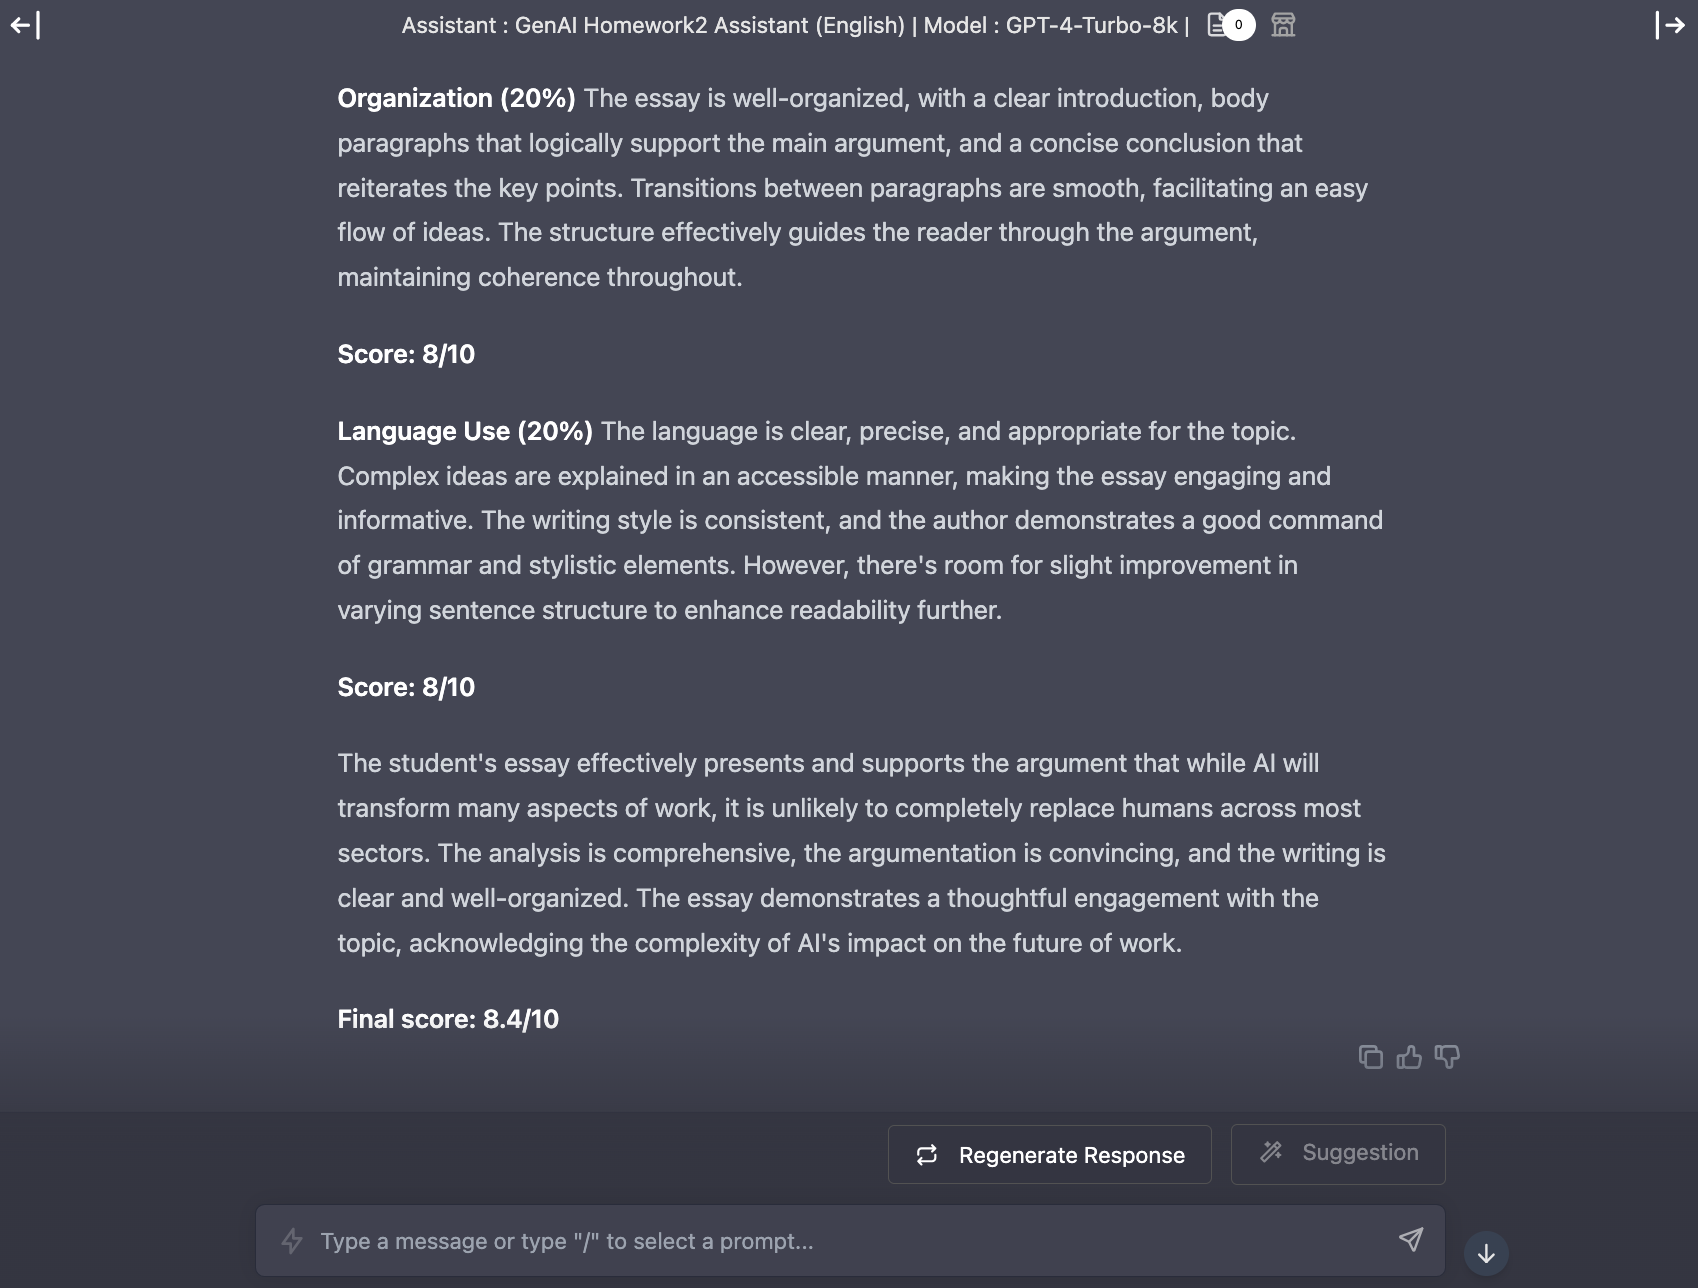 Assistant : GenAI Homework2 Assistant (English) | Model : GPT-4-Turbo-8k | 0
Organization (20%) The essay is well-organized, with a clear introduction, body
paragraphs that logically support the main argument, and a concise conclusion that
reiterates the key points. Transitions between paragraphs are smooth, facilitating an easy
flow of ideas. The structure effectively guides the reader through the argument,
maintaining coherence throughout.
Score: 8/10
Language Use (20%) The language is clear, precise, and appropriate for the topic.
Complex ideas are explained in an accessible manner, making the essay engaging and
informative. The writing style is consistent, and the author demonstrates a good command
of grammar and stylistic elements. However, there's room for slight improvement in
varying sentence structure to enhance readability further.
Score: 8/10
The student's essay effectively presents and supports the argument that while AI will
transform many aspects of work, it is unlikely to completely replace humans across most
sectors. The analysis is comprehensive, the argumentation is convincing, and the writing is
clear and well-organized. The essay demonstrates a thoughtful engagement with the
topic, acknowledging the complexity of AI's impact on the future of work.
Final score: 8.4/10
Regenerate Response
Suggestion
Type a message or type "/" to select a prompt...